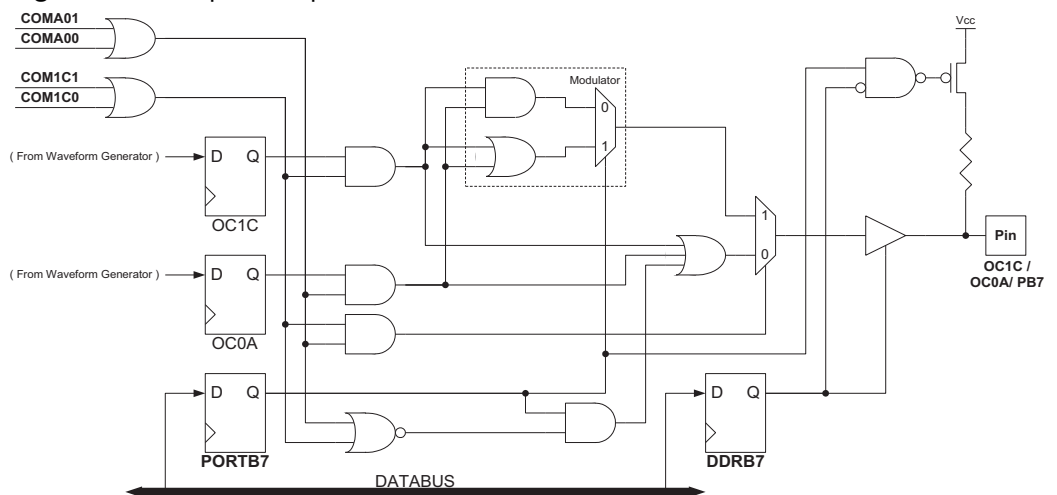 COMA01
COMA00
Vcc
COM1C1
COM1C0
Modulator
0
1
( From Waveform Generator )
D Q
OC1C
1
0
Pin
OC1C /
OC0A/ PB7
( From Waveform Generator )
D Q
OC0A
D Q
PORTB7
D Q
DDRB7
DATABUS